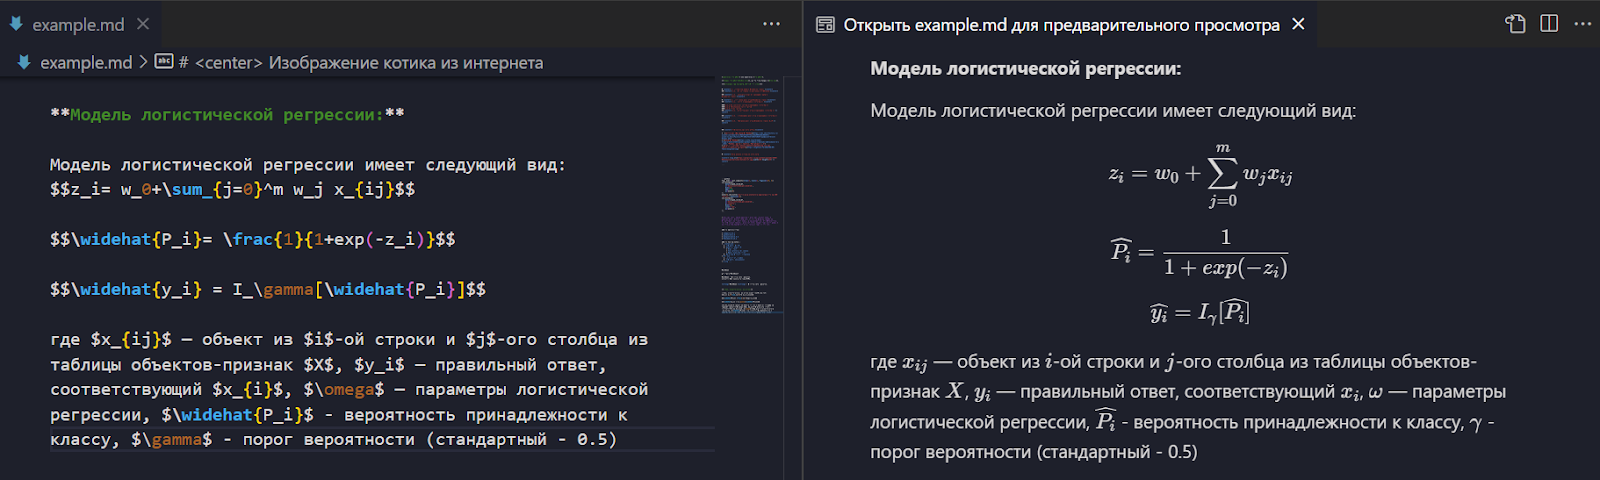 example.md
example.md > # <center> Изображение котика из интернета
**Модель логистической регрессии:**
Модель логистической регрессии имеет следующий вид:
$$z_i= w_0+\sum_{j=0}^m w_j x_{ij}$$
$$\widehat{P_i}= \frac{1}{1+exp(-z_i)}$$
$$\widehat{y_i} = I_\gamma[\widehat{P_i}]$$
где $x_{ij}$ — объект из $i$-ой строки и $j$-ого столбца из
таблицы объектов-признак $X$, $y_i$ — правильный ответ,
соответствующий $x_{i}$, $\omega$ — параметры логистической
регрессии, $\widehat{P_i}$ - вероятность принадлежности к
классу, $\gamma$ - порог вероятности (стандартный - 0.5)
Открыть example.md для предварительного просмотра
Модель логистической регрессии:
Модель логистической регрессии имеет следующий вид:
$$z_i = w_0 + \sum_{j=0}^{m} w_j x_{ij}$$
$$\widehat{P_i} = \frac{1}{1 + exp(-z_i)}$$
$$\widehat{y_i} = I_\gamma[\widehat{P_i}]$$
где $x_{ij}$ — объект из $i$-ой строки и $j$-ого столбца из таблицы объектов-
признак $X$, $y_i$ — правильный ответ, соответствующий $x_i$, $\omega$ — параметры
логистической регрессии, $\widehat{P_i}$ - вероятность принадлежности к классу, $\gamma$ -
порог вероятности (стандартный - 0.5)